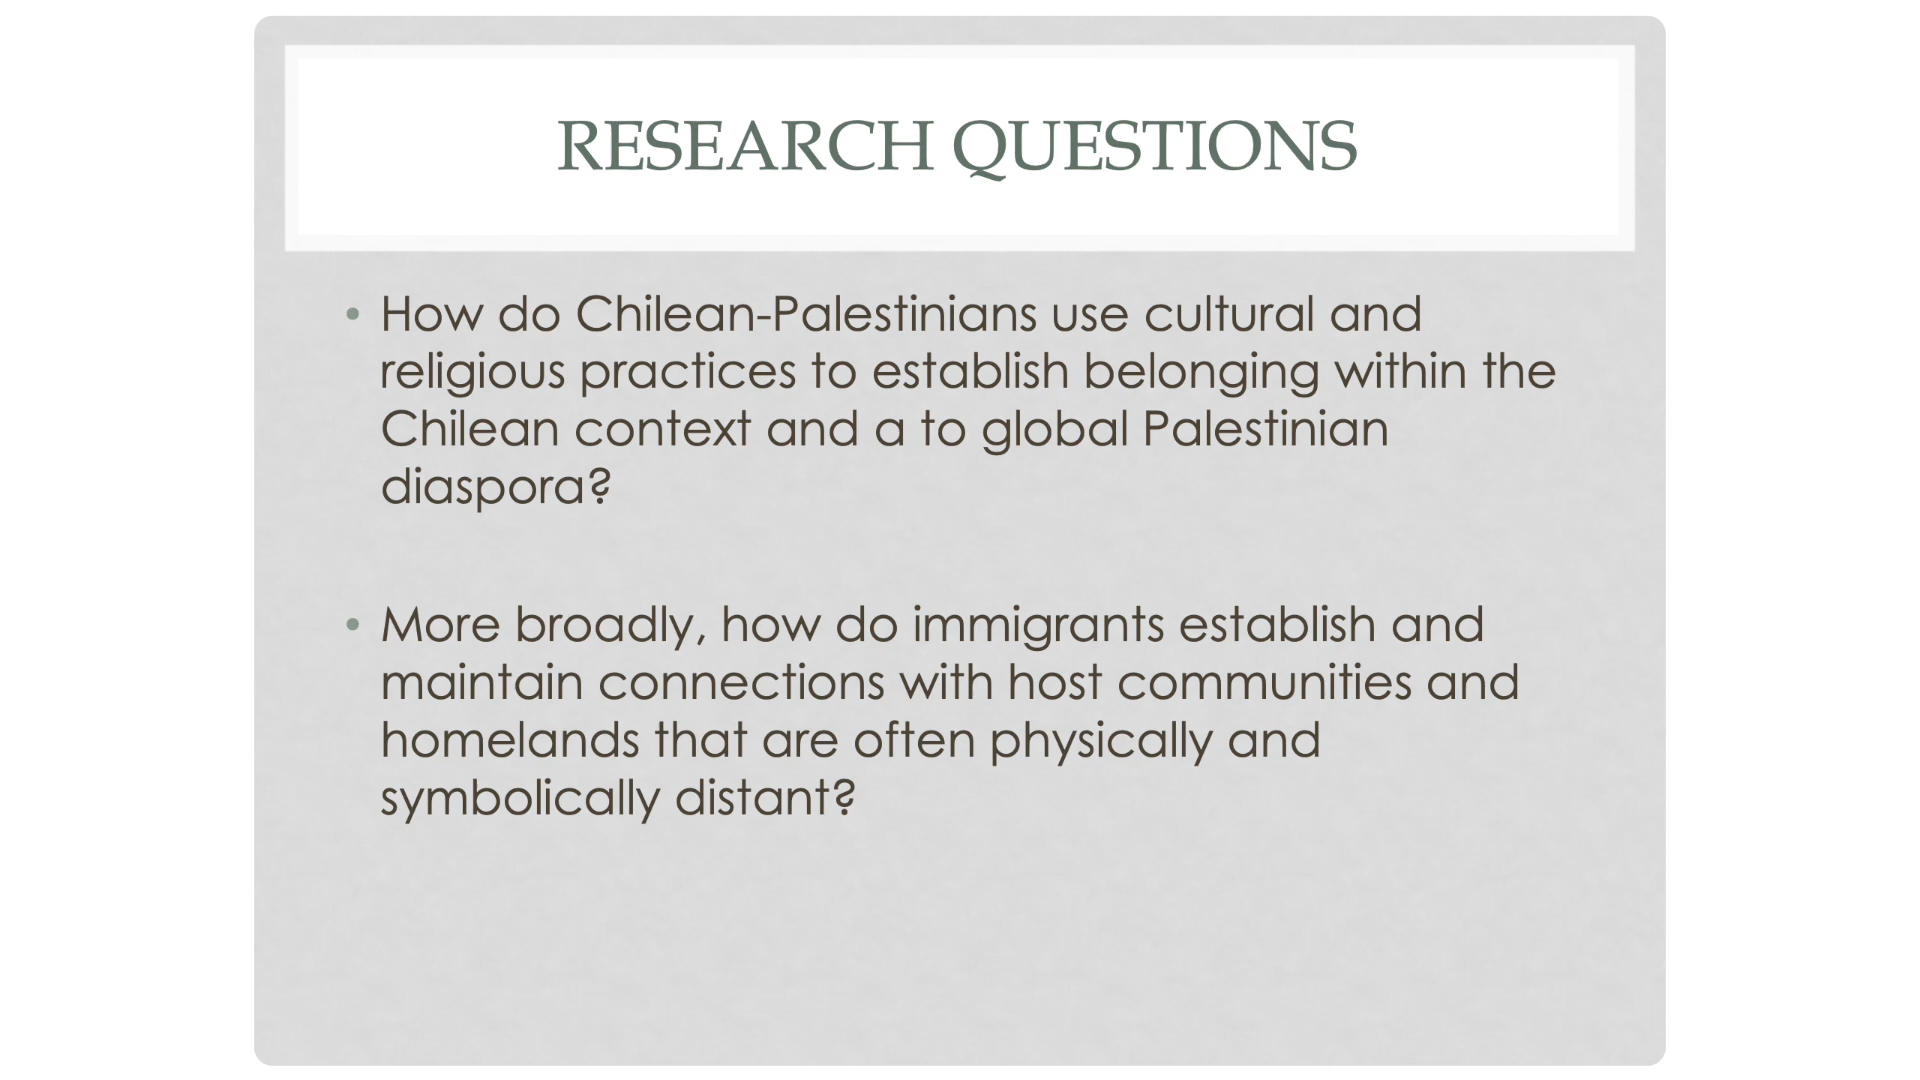 RESEARCH QUESTIONS
• How do Chilean-Palestinians use cultural and
religious practices to establish belonging within the
Chilean context and a to global Palestinian
diaspora?
• More broadly, how do immigrants establish and
maintain connections with host communities and
homelands that are often physically and
symbolically distant?